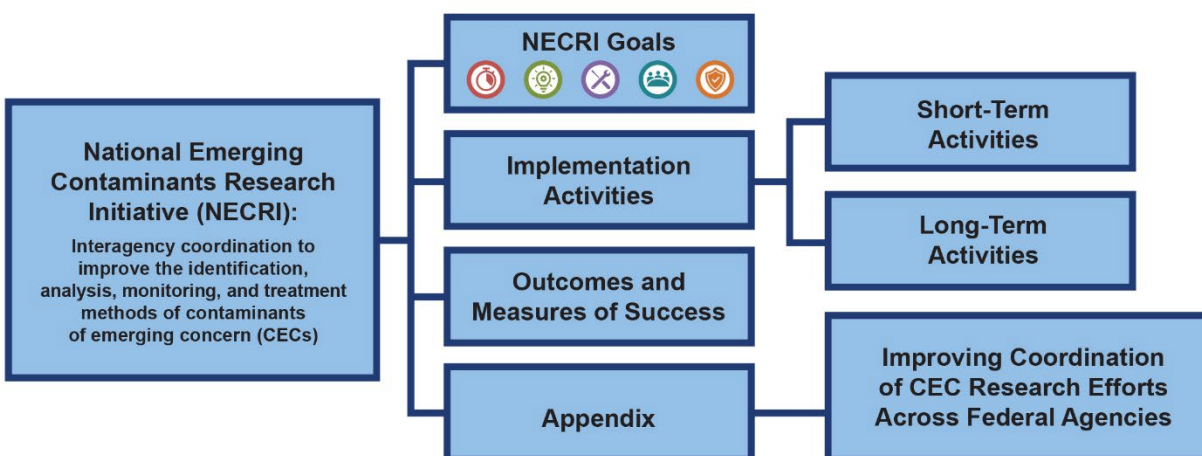 National Emerging
Contaminants Research
Initiative (NECRI):
Interagency coordination to
improve the identification,
analysis, monitoring, and treatment
methods of contaminants
of emerging concern (CECs)
NECRI Goals
Implementation
Activities
Short-Term
Activities
Long-Term
Activities
Outcomes and
Measures of Success
Appendix
Improving Coordination
of CEC Research Efforts
Across Federal Agencies